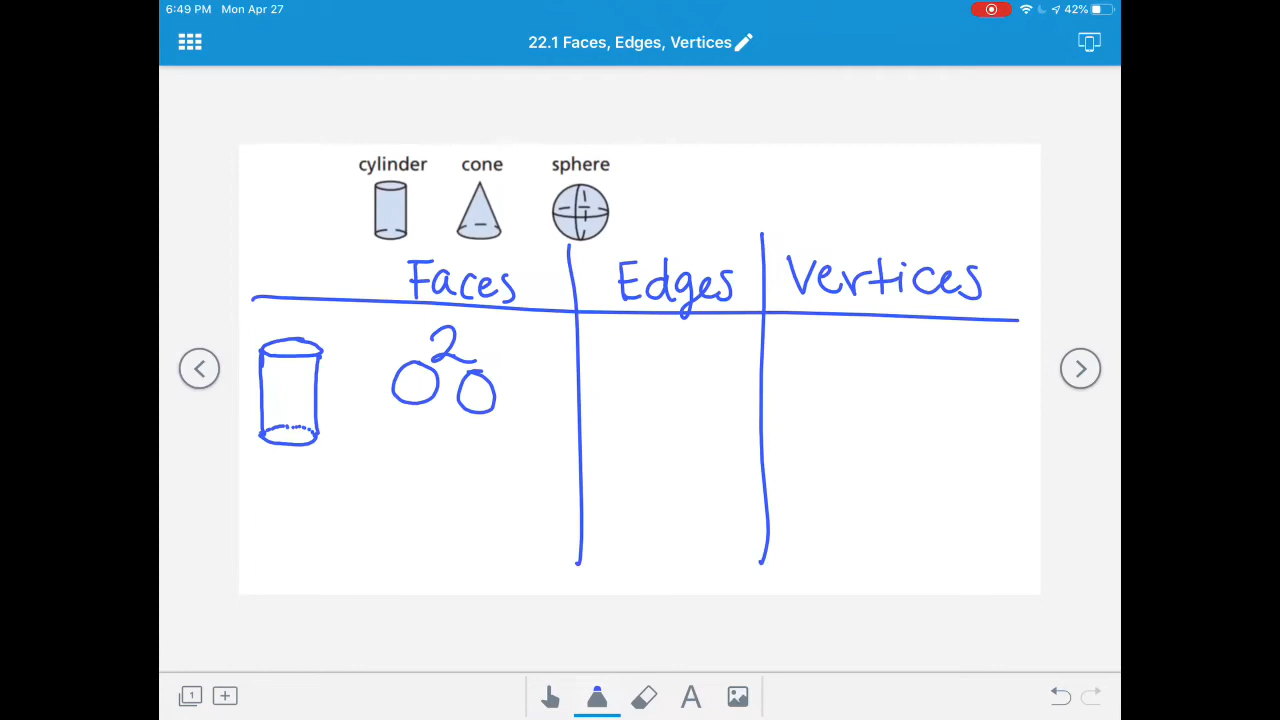 6:49 PM Mon Apr 27 42%
22.1 Faces, Edges, Vertices
cylinder cone sphere
Faces Edges Vertices
2
1 A